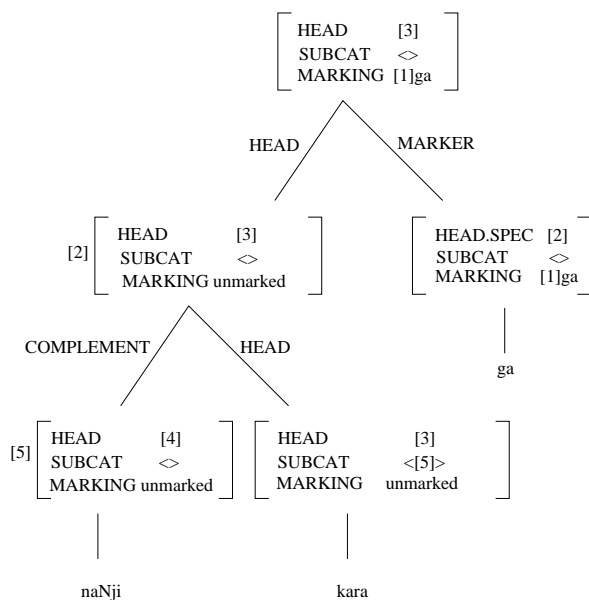 HEAD [3]
SUBCAT <>
MARKING [1]ga
HEAD MARKER
[2] HEAD [3]
SUBCAT <>
MARKING unmarked
HEAD.SPEC [2]
SUBCAT <>
MARKING [1]ga
COMPLEMENT HEAD
ga
[5] HEAD [4]
SUBCAT <>
MARKING unmarked
HEAD [3]
SUBCAT <[5]>
MARKING unmarked
naNji kara